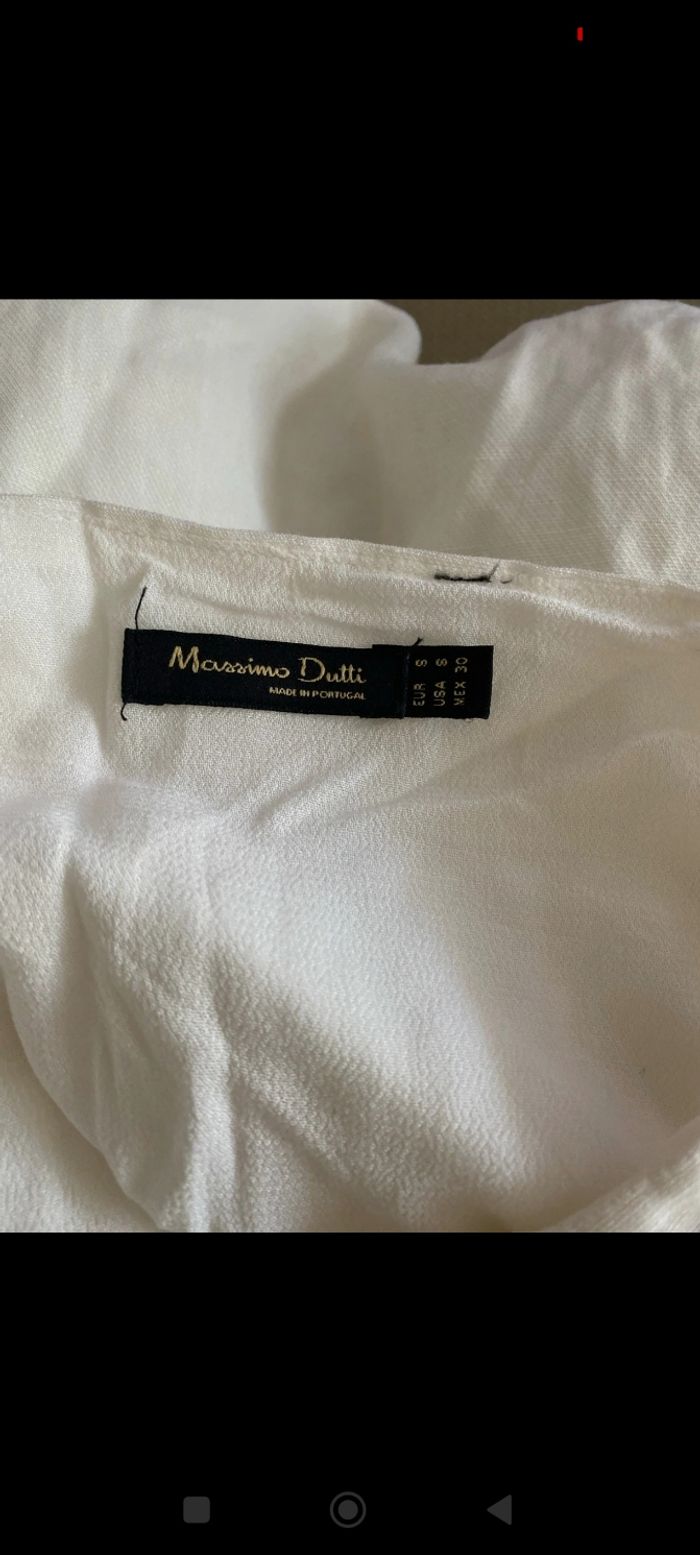 Massimo Dutti
MADE IN PORTUGAL
EUR S
USA S
MEX 30